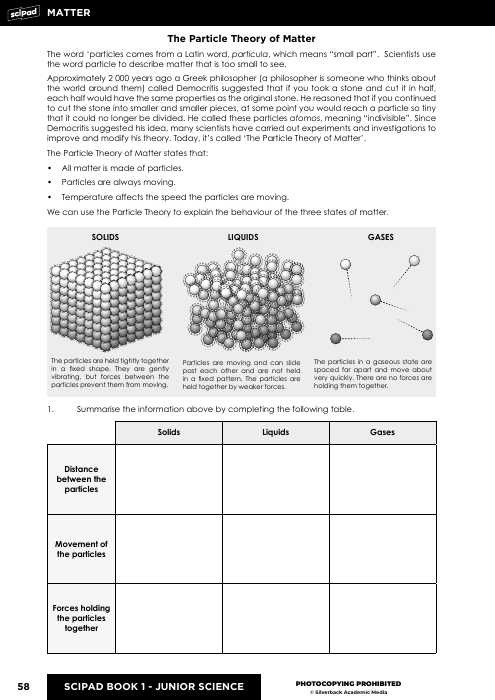 scipad MATTER
The Particle Theory of Matter
The word ‘particles comes from a Latin word, particula, which means “small part”. Scientists use
the word particle to describe matter that is too small to see.
Approximately 2 000 years ago a Greek philosopher (a philosopher is someone who thinks about
the world around them) called Democritis suggested that if you took a stone and cut it in half,
each half would have the same properties as the original stone. He reasoned that if you continued
to cut the stone into smaller and smaller pieces, at some point you would reach a particle so tiny
that it could no longer be divided. He called these particles atomos, meaning “indivisible”. Since
Democritis suggested his idea, many scientists have carried out experiments and investigations to
improve and modify his theory. Today, it’s called ‘The Particle Theory of Matter’.
The Particle Theory of Matter states that:
• All matter is made of particles.
• Particles are always moving.
• Temperature affects the speed the particles are moving.
We can use the Particle Theory to explain the behaviour of the three states of matter.
SOLIDS LIQUIDS GASES
The particles are held tightly together
in a fixed shape. They are gently
vibrating, but forces between the
particles prevent them from moving.
Particles are moving and can slide
past each other and are not held
in a fixed pattern. The particles are
held together by weaker forces.
The particles in a gaseous state are
spaced far apart and move about
very quickly. There are no forces are
holding them together.
1. Summarise the information above by completing the following table.
Solids Liquids Gases
Distance
between the
particles
Movement of
the particles
Forces holding
the particles
together
58 SCIPAD BOOK 1 - JUNIOR SCIENCE
PHOTOCOPYING PROHIBITED
© Silverback Academic Media